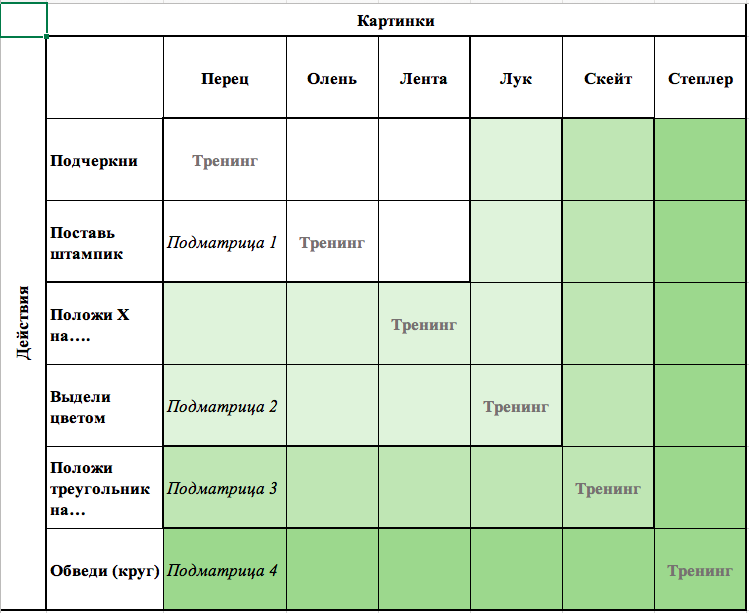 Картинки
Перец Олень Лента Лук Скейт Степлер
Действия
Подчеркни Тренинг
Поставь
штампик
Подматрица 1 Тренинг
Положи X
на….
Тренинг
Выдели
цветом
Подматрица 2 Тренинг
Положи
треугольник
на…
Подматрица 3 Тренинг
Обведи (круг) Подматрица 4 Тренинг